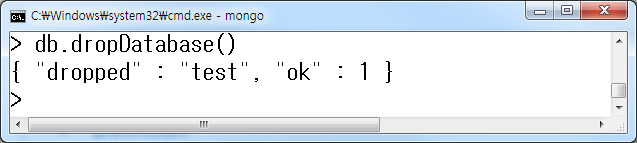 C:₩Windows₩system32₩cmd.exe - mongo
> db.dropDatabase()
{ "dropped" : "test", "ok" : 1 }
>